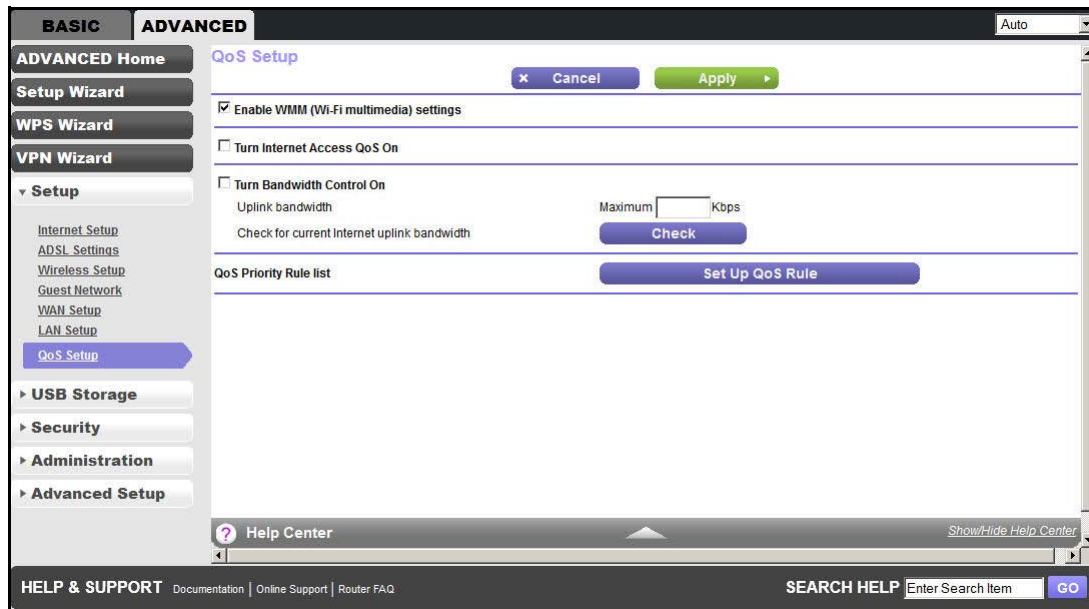 BASIC
ADVANCED
Auto
ADVANCED Home
Setup Wizard
WPS Wizard
VPN Wizard
Setup
Internet Setup
ADSL Settings
Wireless Setup
Guest Network
WAN Setup
LAN Setup
QoS Setup
USB Storage
Security
Administration
Advanced Setup
QoS Setup
× Cancel
Apply
Enable WMM (Wi-Fi multimedia) settings
Turn Internet Access QoS On
Turn Bandwidth Control On
Uplink bandwidth Maximum Kbps
Check for current Internet uplink bandwidth Check
QoS Priority Rule list Set Up QoS Rule
? Help Center Show/Hide Help Center
HELP & SUPPORT Documentation | Online Support | Router FAQ SEARCH HELP Enter Search Item GO